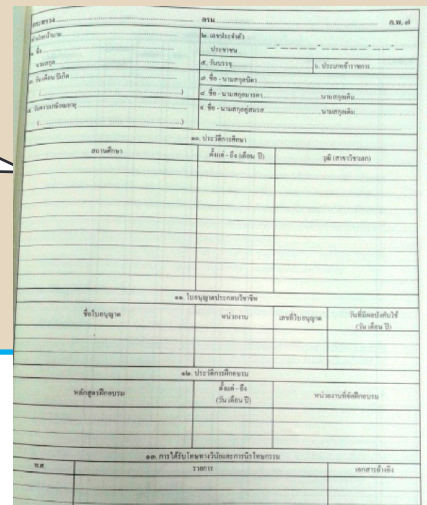 กระทรวง.......................... กรม............................ ก.พ. ๗
คำนำหน้านาม............ ๒. เลขประจำตัว
๑. ชื่อ ประชาชน
นามสกุล........ ๕. วันบรรจุ.................... ๖. ประเภทข้าราชการ.............
๓. วัน เดือน ปีเกิด ๗. ชื่อ - นามสกุลบิดา..............
(..............................) ๘. ชื่อ - นามสกุลมารดา.............. นามสกุลเดิม..............
๔. วันครบเกษียณอายุ ๙. ชื่อ - นามสกุลคู่สมรส.............. นามสกุลเดิม..............
(..............................)
๑๐. ประวัติการศึกษา
สถานศึกษา ตั้งแต่ - ถึง (เดือน ปี) วุฒิ (สาขาวิชาเอก)
๑๑. ใบอนุญาตประกอบวิชาชีพ
ชื่อใบอนุญาต หน่วยงาน เลขที่ใบอนุญาต วันที่มีผลบังคับใช้
(วัน เดือน ปี)
๑๒. ประวัติการฝึกอบรม
หลักสูตรฝึกอบรม ตั้งแต่ - ถึง
(วัน เดือน ปี) หน่วยงานที่จัดฝึกอบรม
๑๓. การได้รับโทษทางวินัยและการนิรโทษกรรม
พ.ศ. รายการ เอกสารอ้างอิง